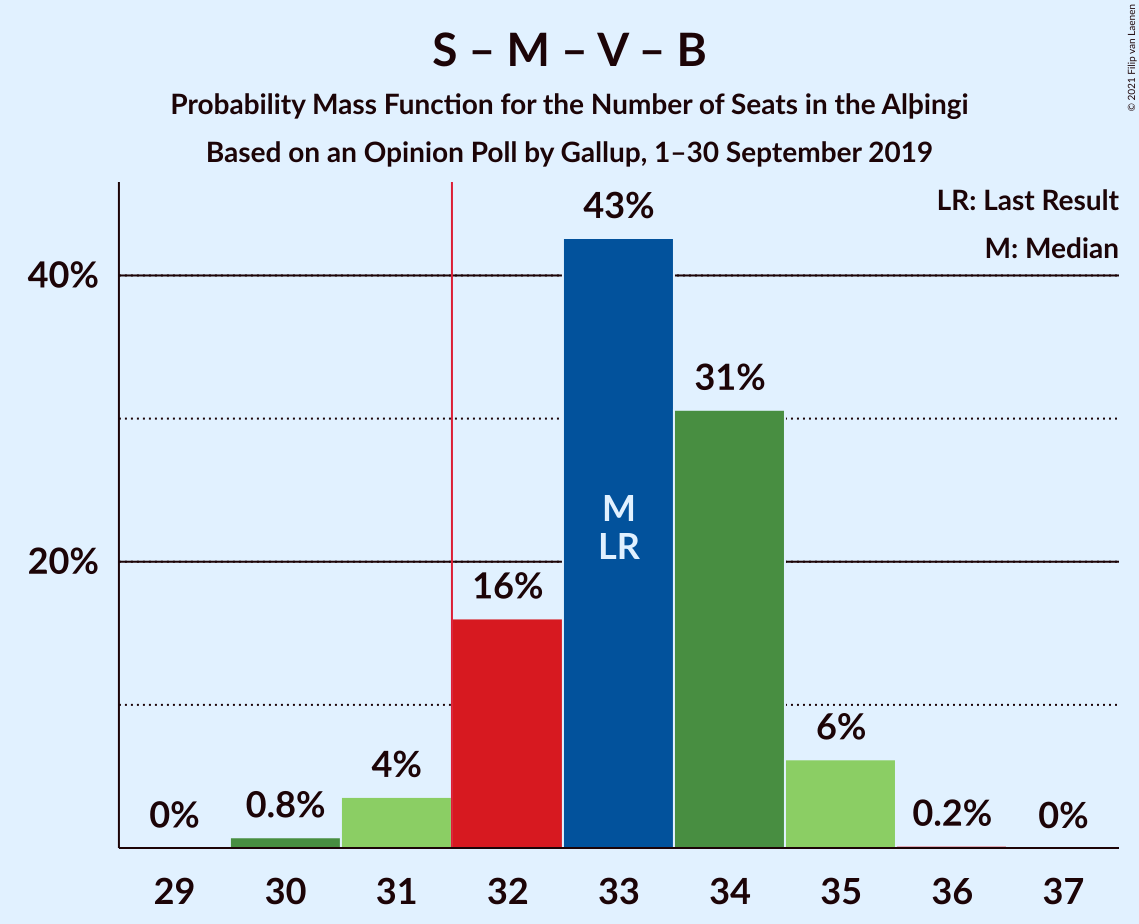 S – M – V – B
Probability Mass Function for the Number of Seats in the Alþingi
Based on an Opinion Poll by Gallup, 1–30 September 2019
© 2021 Filip van Laenen
LR: Last Result
M: Median
40%
20%
0%
0.8%
4%
16%
43%
M
LR
31%
6%
0.2%
0%
29
30
31
32
33
34
35
36
37